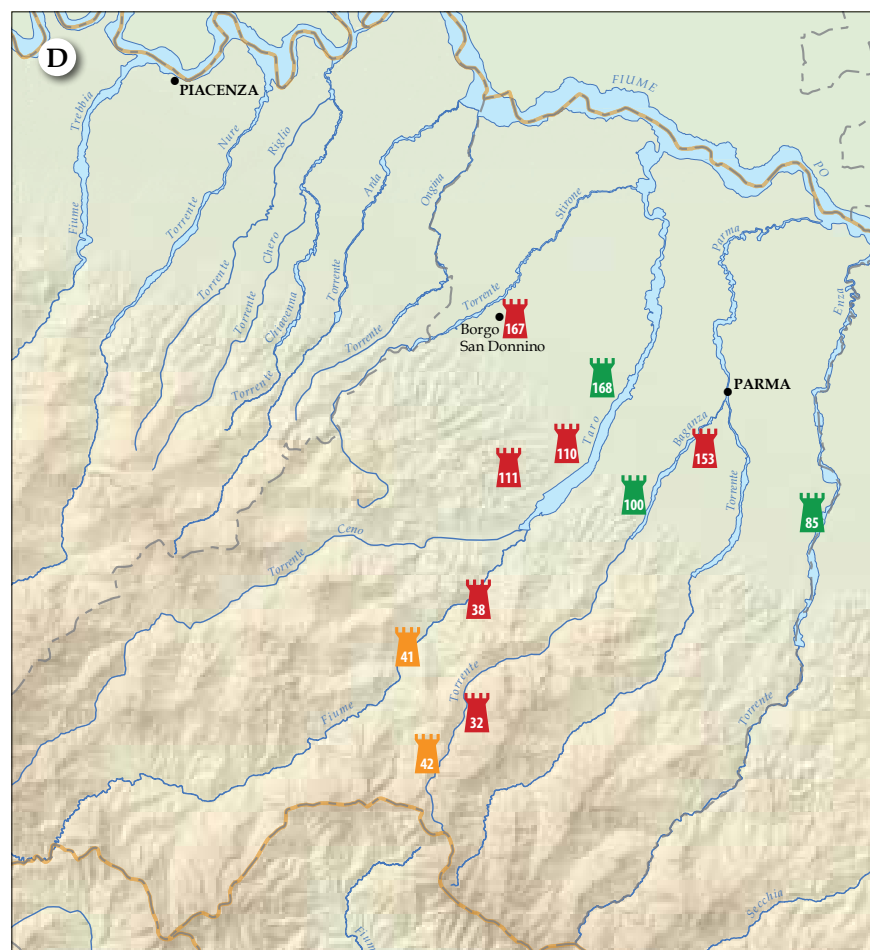 D
PIACENZA
FIUME
PO
Trebbia
Fiume
Nure
Torrente
Riglio
Torrente
Chero
Torrente
Chiavenna
Torrente
Arda
Torrente
Ongina
Torrente
Stirone
Torrente
Parma
Enza
Borgo
San Donnino
167
168
PARMA
Taro
Baganza
110
111
153
Torrente
100
85
Ceno
Torrente
38
41
Torrente
Fiume
32
42
Torrente
Secchia
Fium